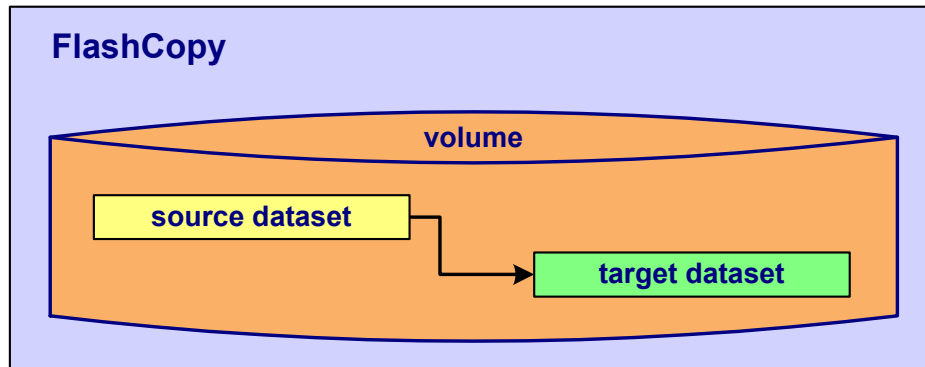 FlashCopy
volume
source dataset
target dataset